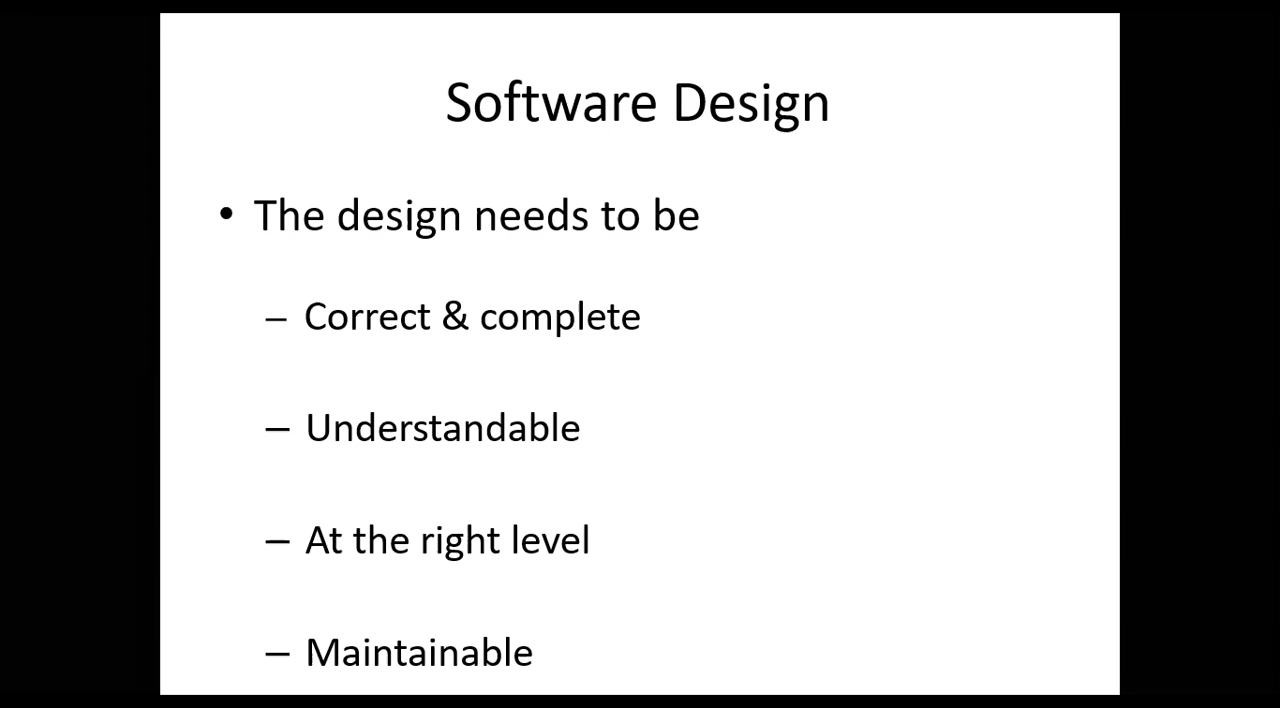 Software Design
• The design needs to be
– Correct & complete
– Understandable
– At the right level
– Maintainable